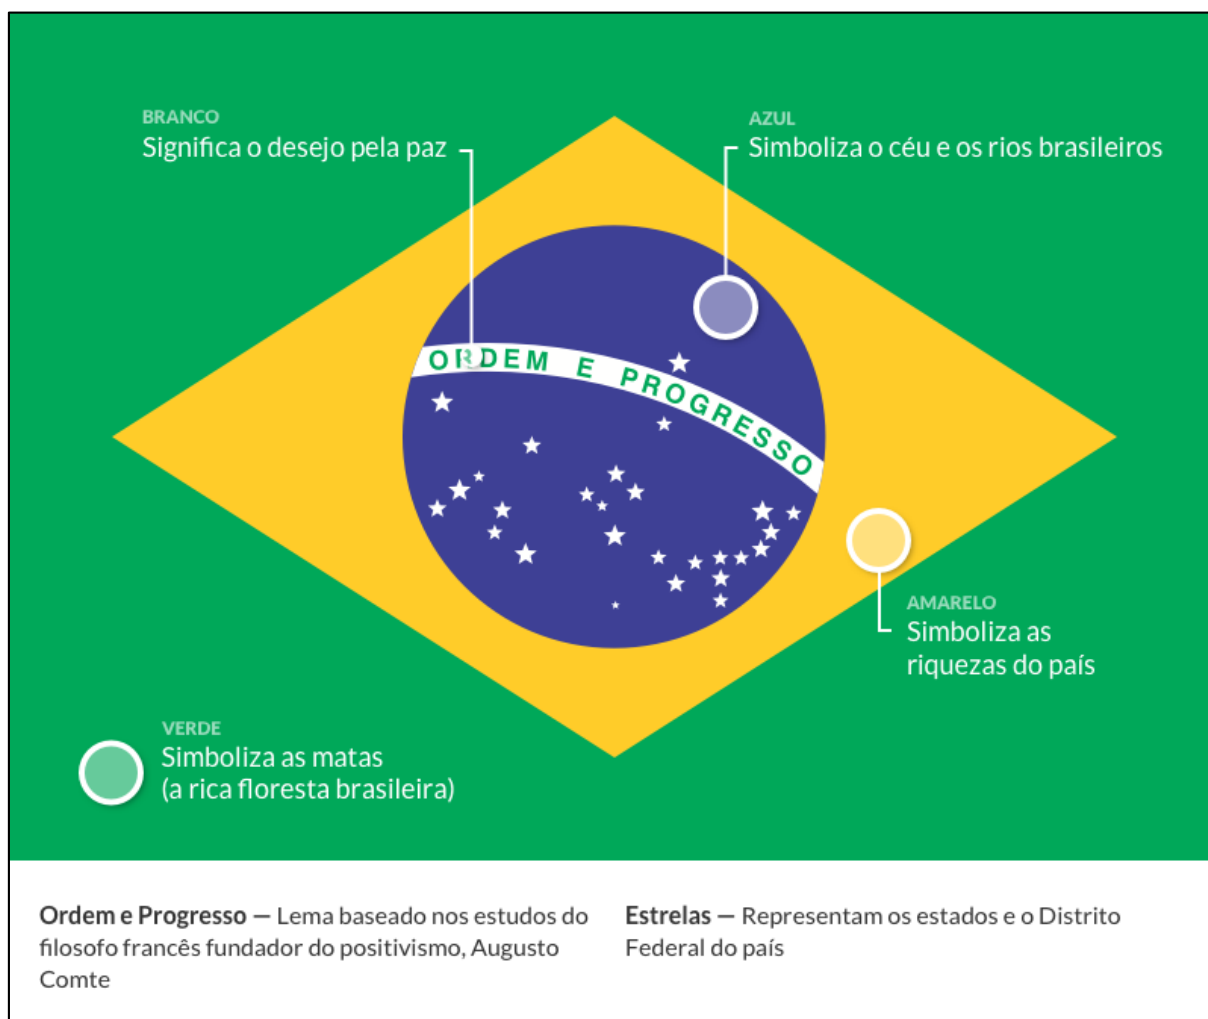 BRANCO
Significa o desejo pela paz
AZUL
Simboliza o céu e os rios brasileiros
ORDEM E PROGRESSO
AMARELO
Simboliza as
riquezas do país
VERDE
Simboliza as matas
(a rica floresta brasileira)
Ordem e Progresso — Lema baseado nos estudos do
filosofo francês fundador do positivismo, Augusto
Comte
Estrelas — Representam os estados e o Distrito
Federal do país